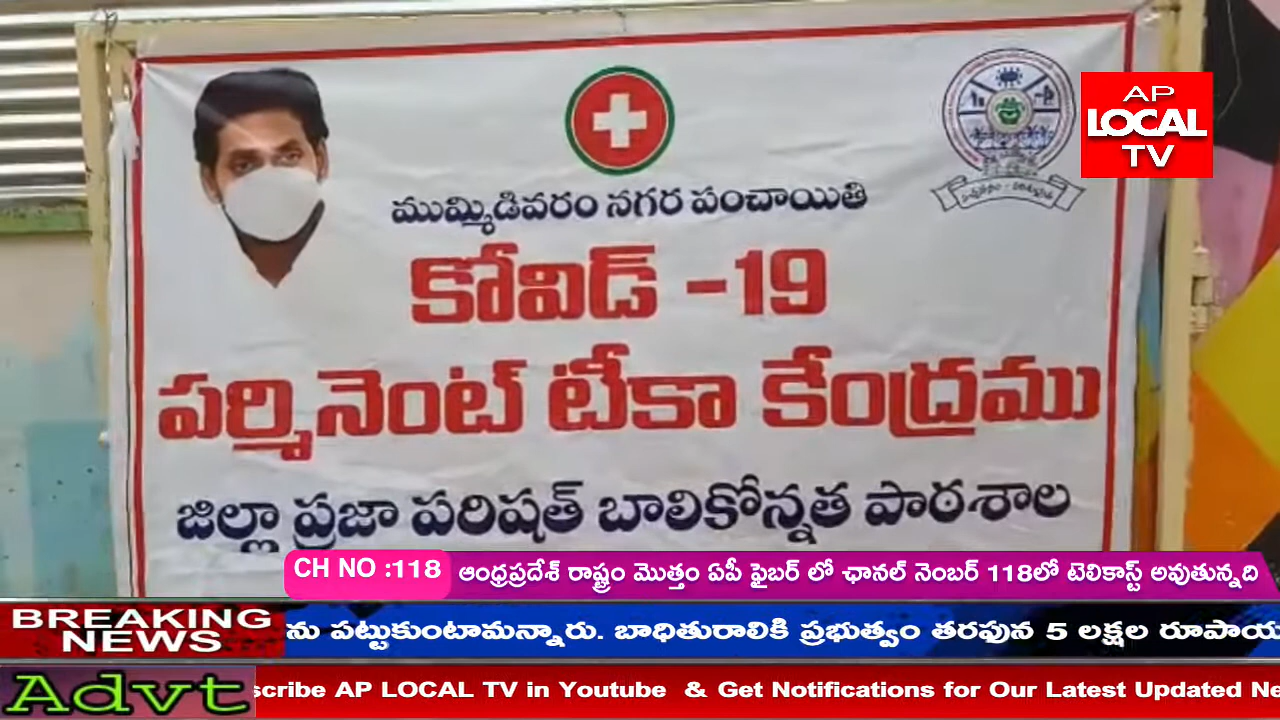 AP
LOCAL
TV
ముమ్మిడివరం నగర పంచాయితి
కోవిడ్ -19
పర్మినెంట్ టీకా కేంద్రము
జిల్లా ప్రజా పరిషత్ బాలికోన్నత పాఠశాల
CH NO :118 ఆంధ్రప్రదేశ్ రాష్ట్రం మొత్తం ఏపీ ఫైబర్ లో ఛానల్ నెంబర్ 118లో టెలికాస్ట్ అవుతున్నది
BREAKING
NEWS
ను పట్టుకుంటామన్నారు. బాధితురాలికి ప్రభుత్వం తరఫున 5 లక్షల రూపాయ
Advt
scribe AP LOCAL TV in Youtube & Get Notifications for Our Latest Updated Ne